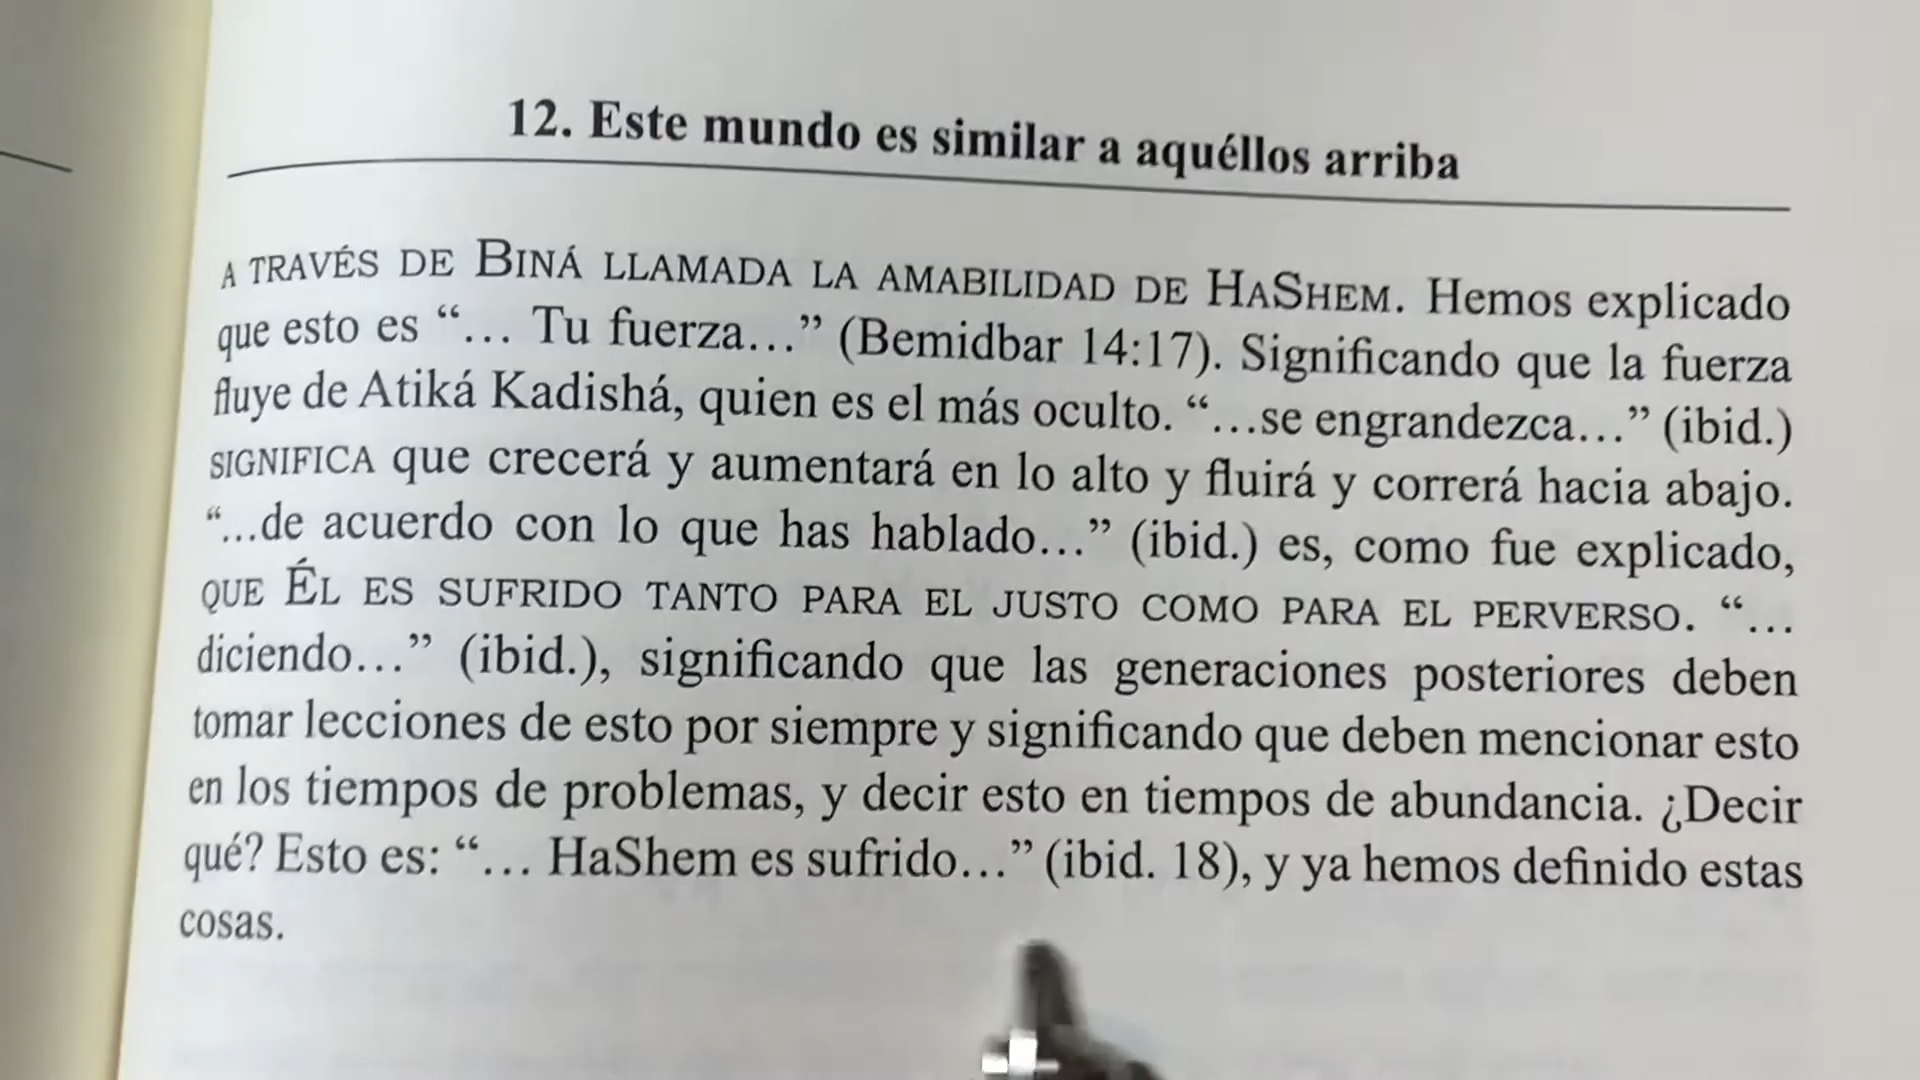 12. Este mundo es similar a aquéllos arriba
A TRAVÉS DE BINÁ LLAMADA LA AMABILIDAD DE HASHEM. Hemos explicado
que esto es “… Tu fuerza…” (Bemidbar 14:17). Significando que la fuerza
fluye de Atiká Kadishá, quien es el más oculto. “…se engrandezca…” (ibid.)
SIGNIFICA que crecerá y aumentará en lo alto y fluirá y correrá hacia abajo.
“…de acuerdo con lo que has hablado…” (ibid.) es, como fue explicado,
QUE ÉL ES SUFRIDO TANTO PARA EL JUSTO COMO PARA EL PERVERSO. “…
diciendo…” (ibid.), significando que las generaciones posteriores deben
tomar lecciones de esto por siempre y significando que deben mencionar esto
en los tiempos de problemas, y decir esto en tiempos de abundancia. ¿Decir
qué? Esto es: “… HaShem es sufrido…” (ibid. 18), y ya hemos definido estas
cosas.